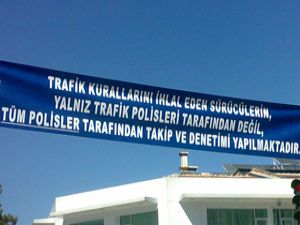 TRAFİK KURALLARINI İHLAL EDEN SÜRÜCÜLERİN,
YALNIZ TRAFİK POLİSLERİ TARAFINDAN DEĞİL,
TÜM POLİSLER TARAFINDAN TAKİP VE DENETİMİ YAPILMAKTADIR.